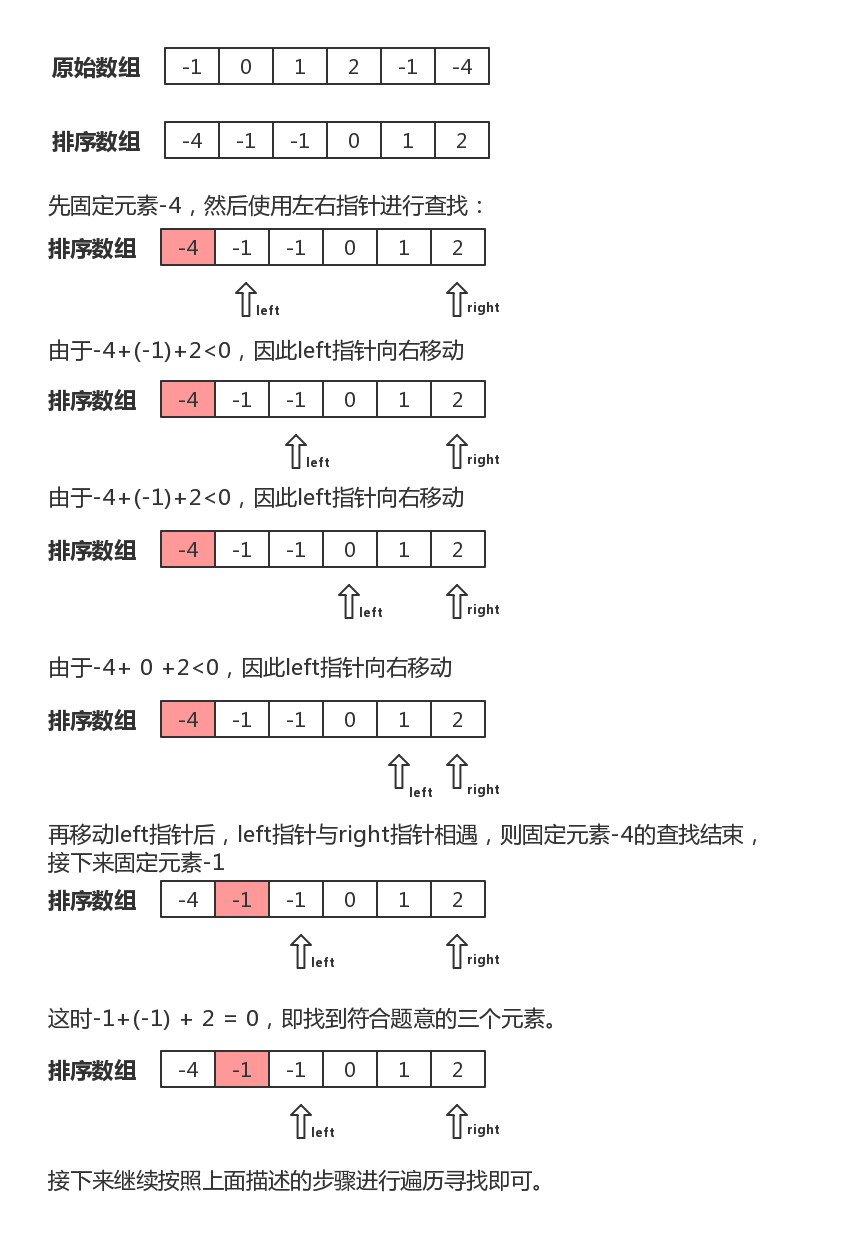 原始数组 -1 0 1 2 -1 -4
排序数组 -4 -1 -1 0 1 2
先固定元素-4，然后使用左右指针进行查找：
排序数组 -4 -1 -1 0 1 2
left right
由于-4+(-1)+2<0，因此left指针向右移动
排序数组 -4 -1 -1 0 1 2
left right
由于-4+(-1)+2<0，因此left指针向右移动
排序数组 -4 -1 -1 0 1 2
left right
由于-4+ 0 +2<0，因此left指针向右移动
排序数组 -4 -1 -1 0 1 2
left right
再移动left指针后，left指针与right指针相遇，则固定元素-4的查找结束，
接下来固定元素-1
排序数组 -4 -1 -1 0 1 2
left right
这时-1+(-1) + 2 = 0，即找到符合题意的三个元素。
排序数组 -4 -1 -1 0 1 2
left right
接下来继续按照上面描述的步骤进行遍历寻找即可。